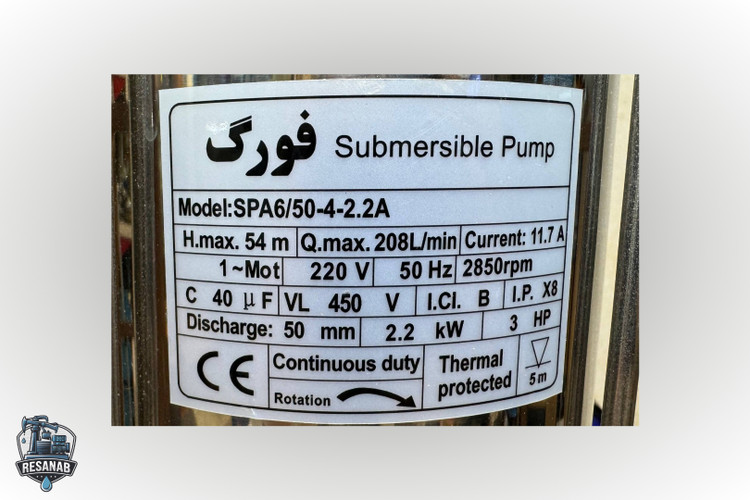 فورگ Submersible Pump
Model:SPA6/50-4-2.2A
H.max. 54 m Q.max. 208L/min Current: 11.7 A
1~Mot 220 V 50 Hz 2850rpm
C 40 μF VL 450 V I.Cl. B I.P. X8
Discharge: 50 mm 2.2 kW 3 HP
CE Continuous duty Thermal protected
Rotation 5 m
RESANAB